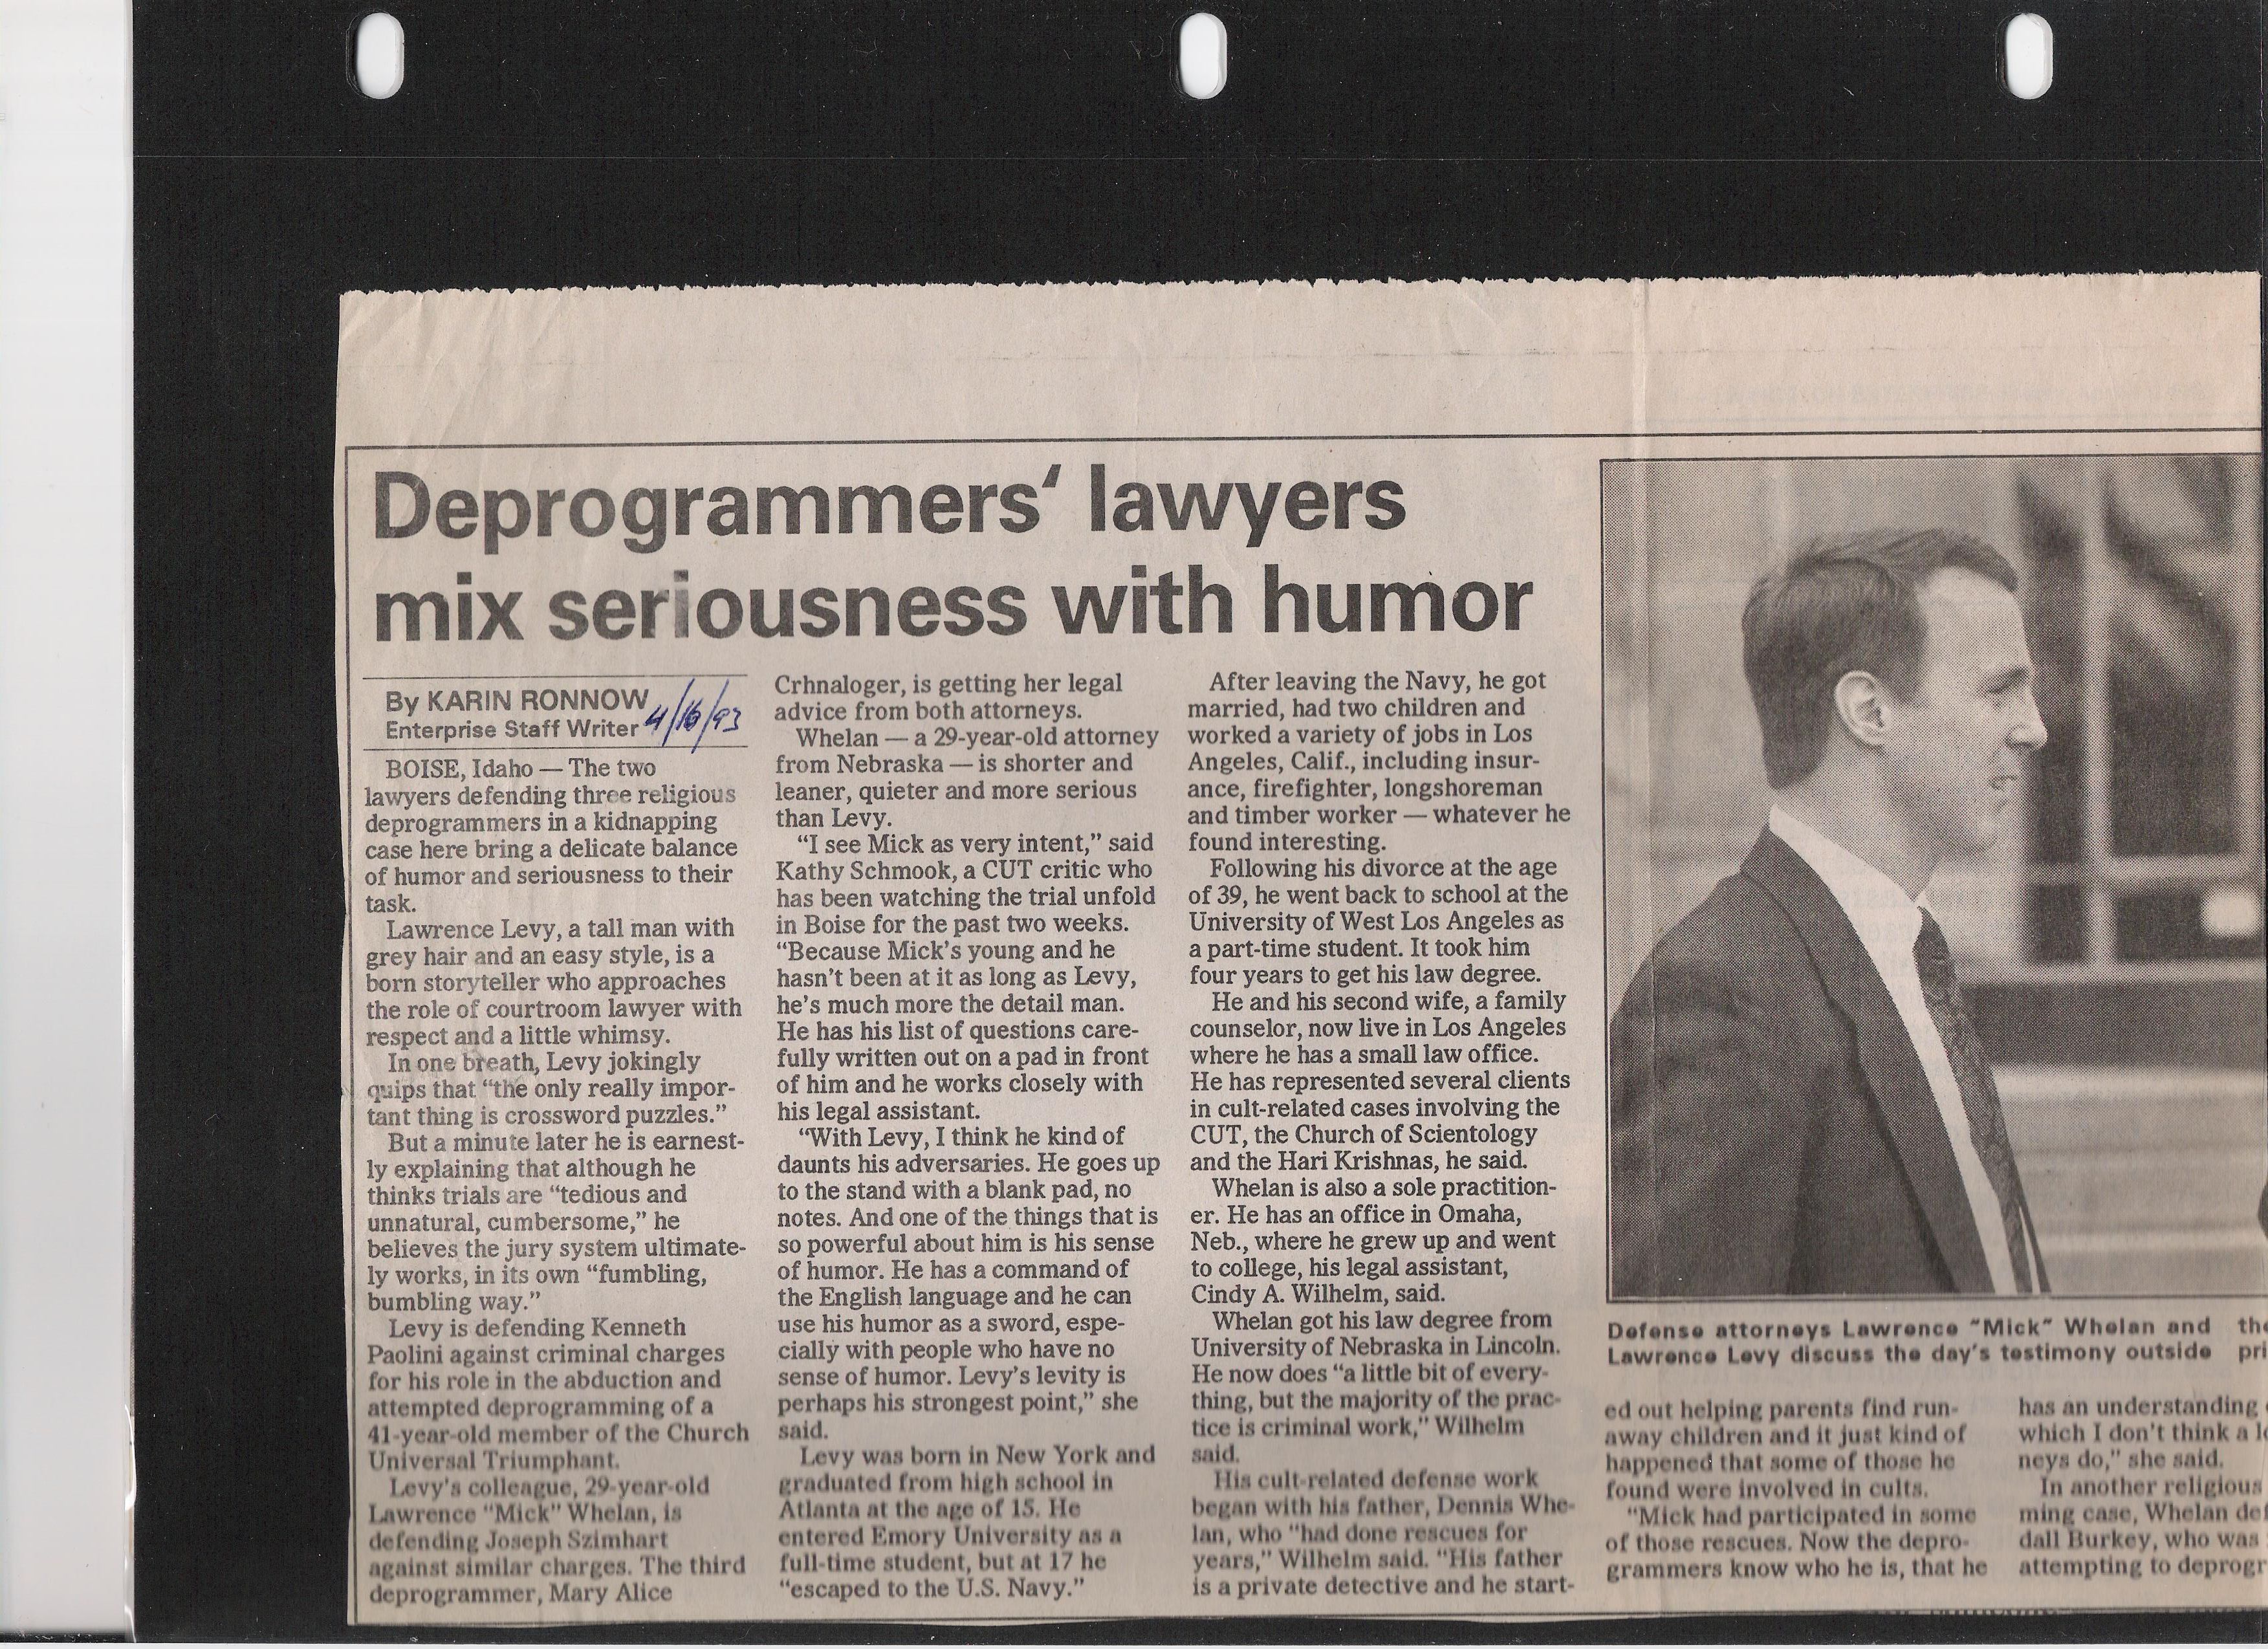 Deprogrammers‘ lawyers
mix seriousness with humor
By KARIN RONNOW
Enterprise Staff Writer
4/16/93
BOISE, Idaho — The two
lawyers defending three religious
deprogrammers in a kidnapping
case here bring a delicate balance
of humor and seriousness to their
task.
Lawrence Levy, a tall man with
grey hair and an easy style, is a
born storyteller who approaches
the role of courtroom lawyer with
respect and a little whimsy.
In one breath, Levy jokingly
quips that “the only really impor-
tant thing is crossword puzzles.”
But a minute later he is earnest-
ly explaining that although he
thinks trials are “tedious and
unnatural, cumbersome,” he
believes the jury system ultimate-
ly works, in its own “fumbling,
bumbling way.”
Levy is defending Kenneth
Paolini against criminal charges
for his role in the abduction and
attempted deprogramming of a
41-year-old member of the Church
Universal Triumphant.
Levy's colleague, 29-year-old
Lawrence "Mick" Whelan, is
defending Joseph Szimhart
against similar charges. The third
deprogrammer, Mary Alice
Crhnaloger, is getting her legal
advice from both attorneys.
Whelan — a 29-year-old attorney
from Nebraska — is shorter and
leaner, quieter and more serious
than Levy.
“I see Mick as very intent,” said
Kathy Schmook, a CUT critic who
has been watching the trial unfold
in Boise for the past two weeks.
“Because Mick’s young and he
hasn’t been at it as long as Levy,
he’s much more the detail man.
He has his list of questions care-
fully written out on a pad in front
of him and he works closely with
his legal assistant.
“With Levy, I think he kind of
daunts his adversaries. He goes up
to the stand with a blank pad, no
notes. And one of the things that is
so powerful about him is his sense
of humor. He has a command of
the English language and he can
use his humor as a sword, espe-
cially with people who have no
sense of humor. Levy’s levity is
perhaps his strongest point,” she
said.
Levy was born in New York and
graduated from high school in
Atlanta at the age of 15. He
entered Emory University as a
full-time student, but at 17 he
“escaped to the U.S. Navy.”
After leaving the Navy, he got
married, had two children and
worked a variety of jobs in Los
Angeles, Calif., including insur-
ance, firefighter, longshoreman
and timber worker — whatever he
found interesting.
Following his divorce at the age
of 39, he went back to school at the
University of West Los Angeles as
a part-time student. It took him
four years to get his law degree.
He and his second wife, a family
counselor, now live in Los Angeles
where he has a small law office.
He has represented several clients
in cult-related cases involving the
CUT, the Church of Scientology
and the Hari Krishnas, he said.
Whelan is also a sole practition-
er. He has an office in Omaha,
Neb., where he grew up and went
to college, his legal assistant,
Cindy A. Wilhelm, said.
Whelan got his law degree from
University of Nebraska in Lincoln.
He now does “a little bit of every-
thing, but the majority of the prac-
tice is criminal work,” Wilhelm
said.
His cult-related defense work
began with his father, Dennis Whe-
lan, who “had done rescues for
years,” Wilhelm said. “His father
is a private detective and he start-
Defense attorneys Lawrence "Mick" Whelan and the
Lawrence Levy discuss the day's testimony outside pri
ed out helping parents find run-
away children and it just kind of
happened that some of those he
found were involved in cults.
“Mick had participated in some
of those rescues. Now the depro-
grammers know who he is, that he
has an understanding
which I don’t think a lo
neys do,” she said.
In another religious
ming case, Whelan def
dall Burkey, who was
attempting to deprogr